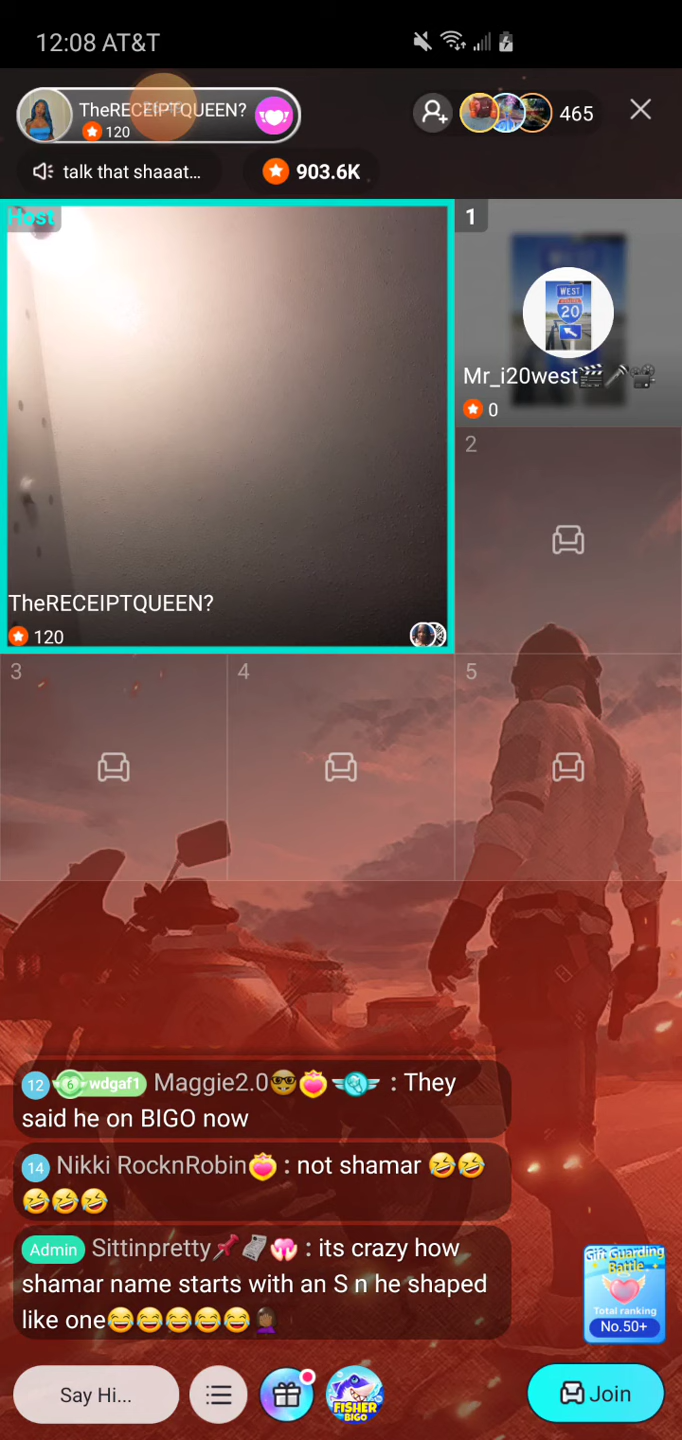 12:08 AT&T
TheRECEIPTQUEEN?
120
465
talk that shaaat...
903.6K
Host
1
WEST
20
Mr_i20west🎬🎤📽
0
2
TheRECEIPTQUEEN?
120
3
4
5
12 6 wdgaf1 Maggie2.0🤓 : They
said he on BIGO now
14 Nikki RocknRobin : not shamar 🤣🤣
🤣🤣🤣
Admin Sittinpretty📌 : its crazy how
shamar name starts with an S n he shaped
like one😂😂😂😂😂🤦🏾‍♀️
Gift Guarding
Battle
Total ranking
No.50+
Say Hi...
FISHER
BIGO
Join